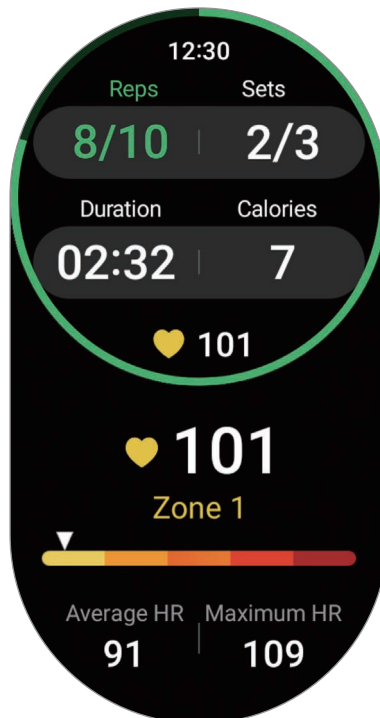 12:30
Reps Sets
8/10 2/3
Duration Calories
02:32 7
101
101
Zone 1
Average HR Maximum HR
91 109